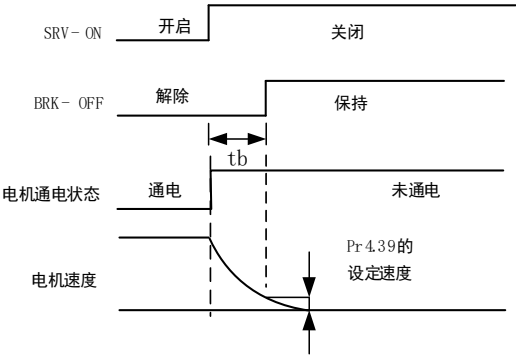 SRV-ON 开启 关闭
BRK-OFF 解除 保持
tb
电机通电状态 通电 未通电
电机速度
Pr4.39的
设定速度